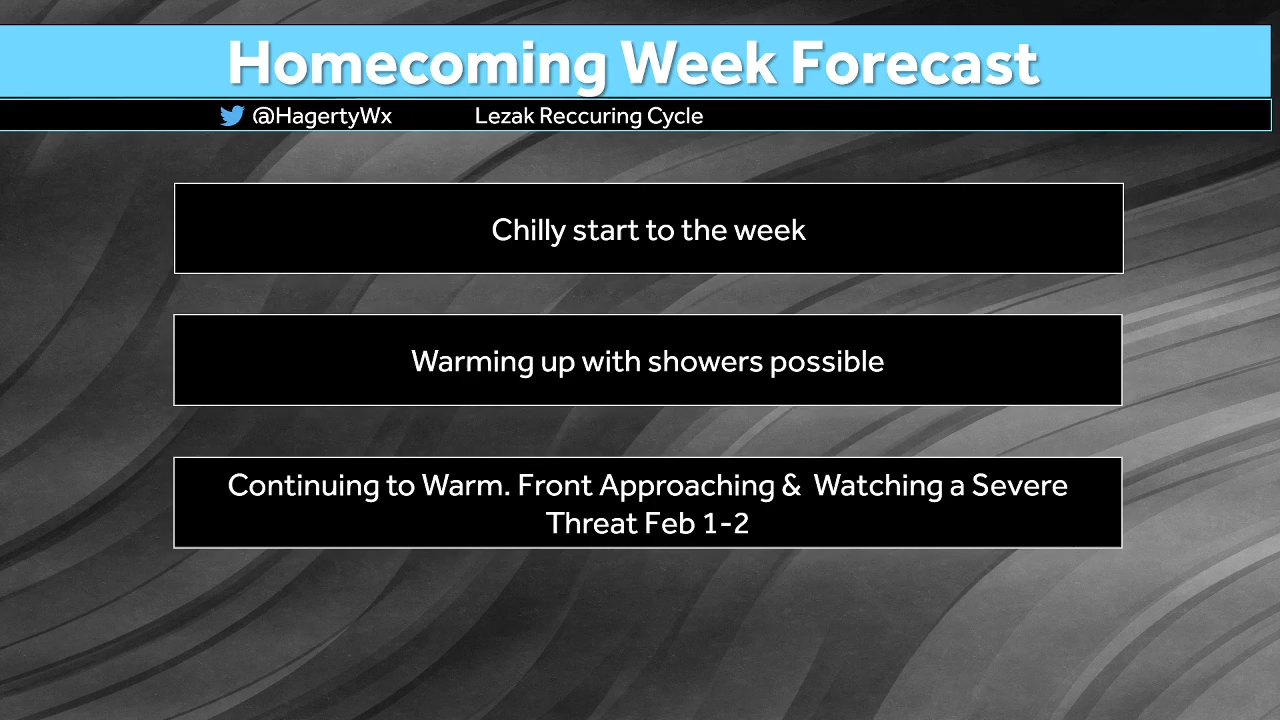 Homecoming Week Forecast
@HagertyWx Lezak Reccuring Cycle
Chilly start to the week
Warming up with showers possible
Continuing to Warm. Front Approaching & Watching a Severe
Threat Feb 1-2